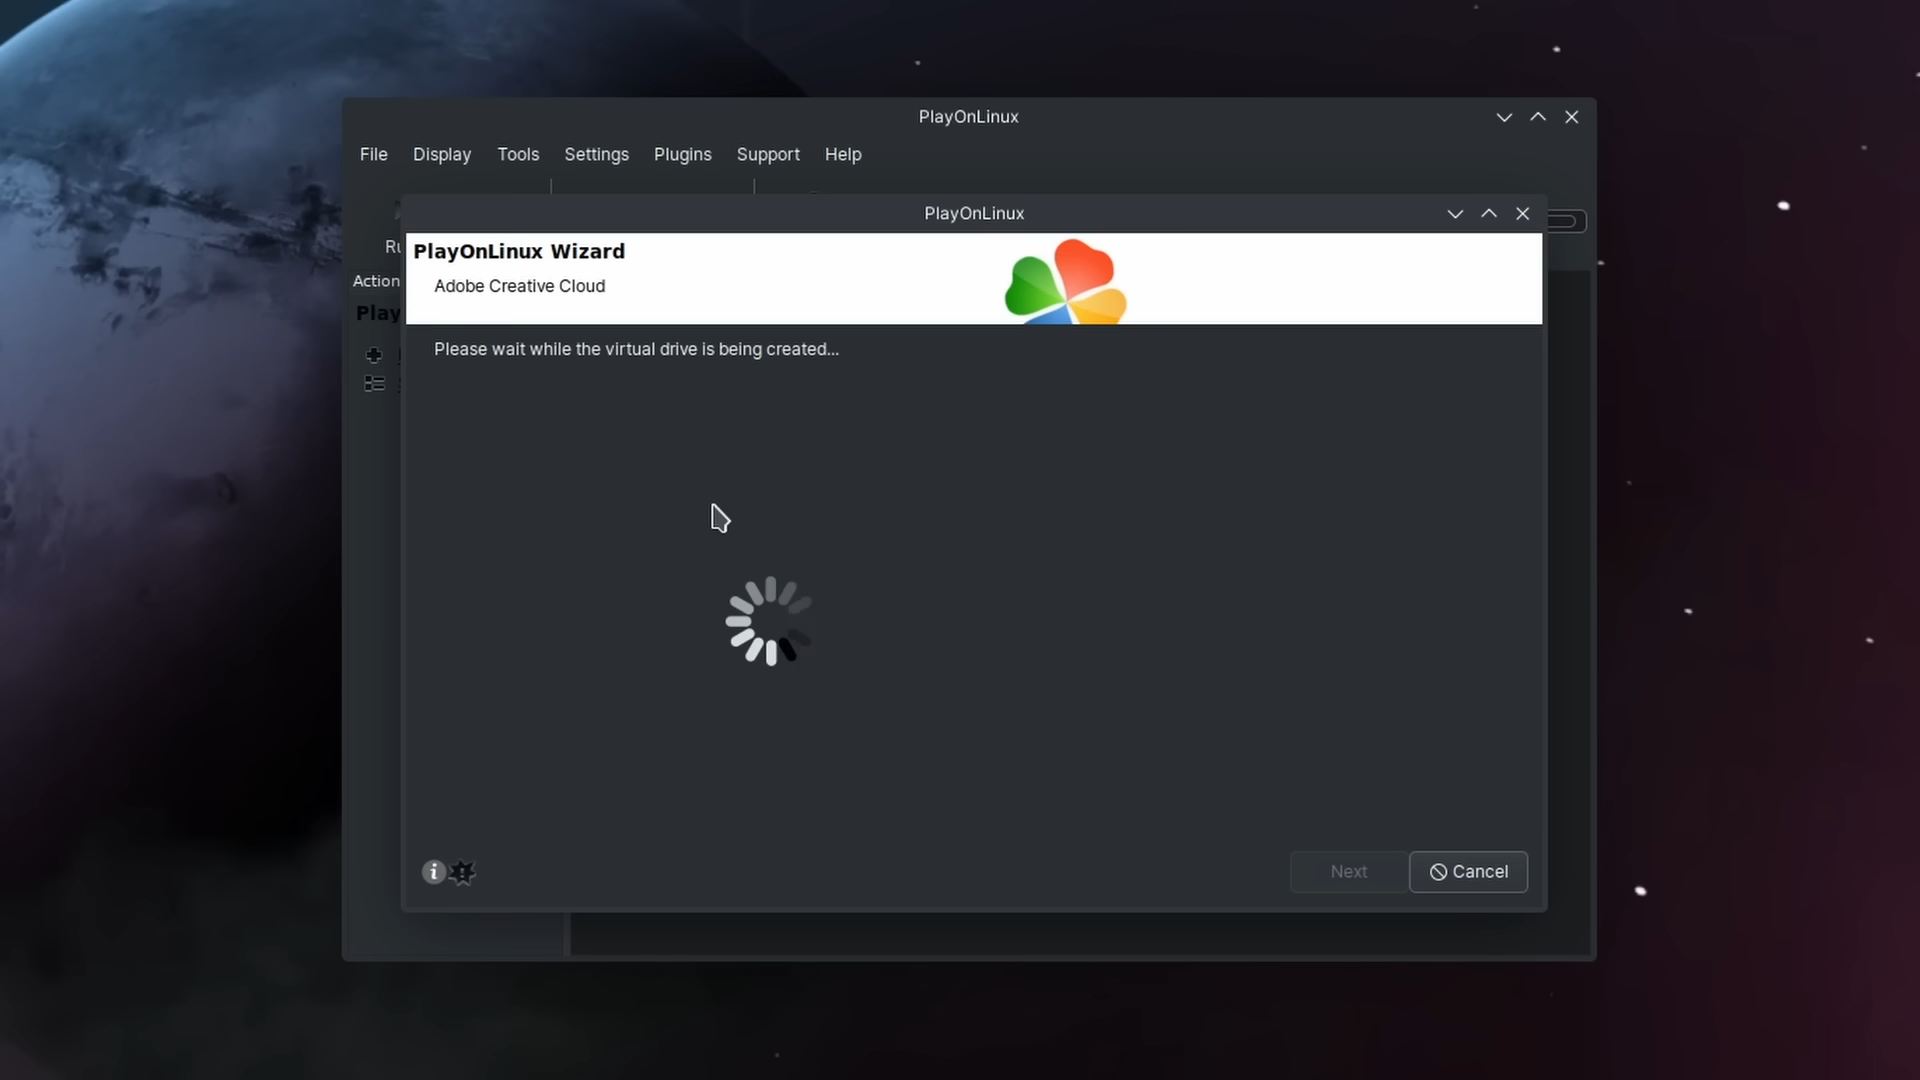 PlayOnLinux
File Display Tools Settings Plugins Support Help
PlayOnLinux
PlayOnLinux Wizard
Adobe Creative Cloud
Action
Play
Please wait while the virtual drive is being created...
Next Cancel